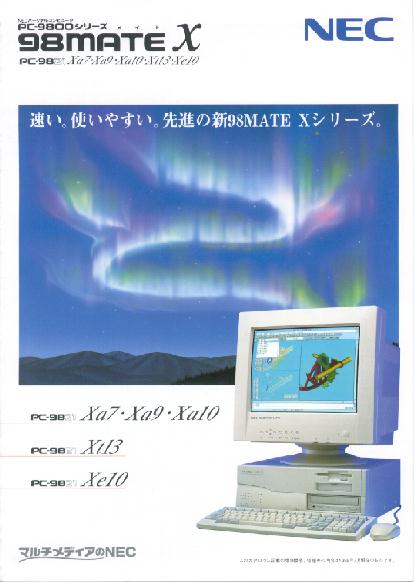 PC-9800シリーズ
98MATE X
NEC
PC-9821 Xa7・Xa9・Xa10・Xt13・Xe10
速い。使いやすい。先進の新98MATE Xシリーズ。
PC-9821 Xa7・Xa9・Xa10
PC-9821 Xt13
PC-9821 Xe10
マルチメディアのNEC